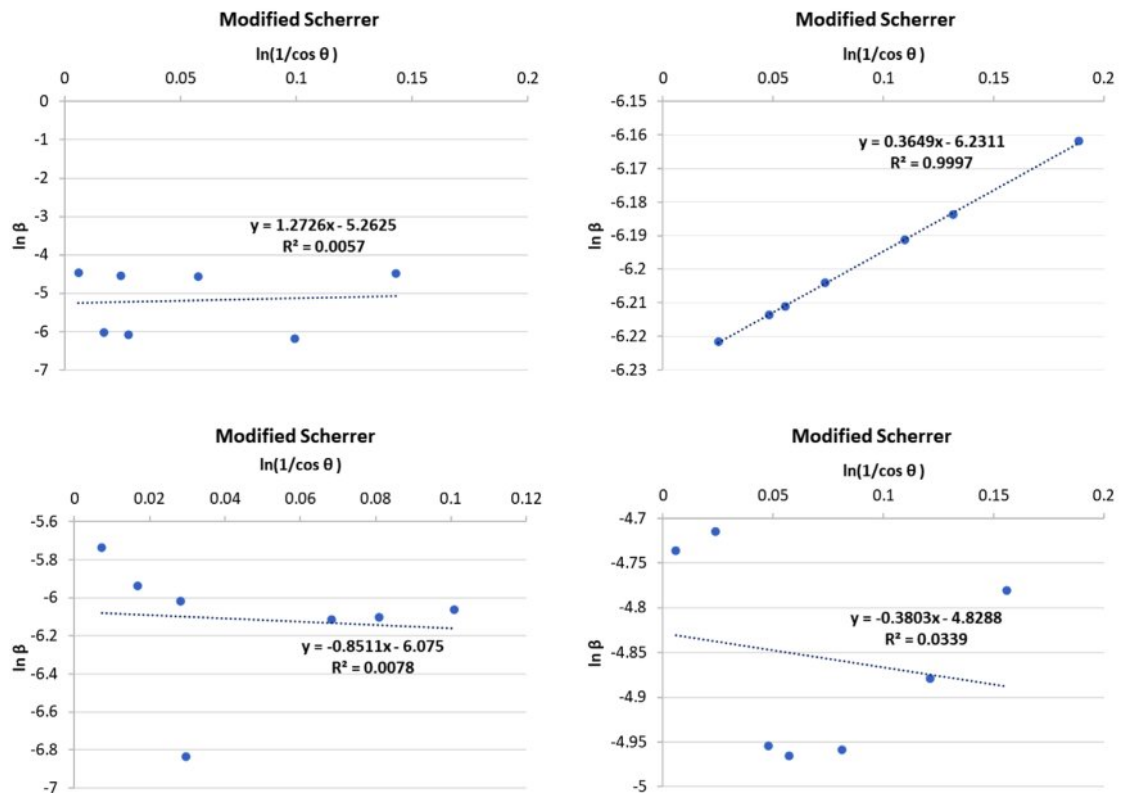 Modified Scherrer
ln(1/cos θ )
0 0.05 0.1 0.15 0.2
0
-1
-2
-3
-4
-5
-6
-7
ln β
y = 1.2726x - 5.2625
R² = 0.0057
Modified Scherrer
ln(1/cos θ )
0 0.05 0.1 0.15 0.2
-6.15
-6.16
-6.17
-6.18
-6.19
-6.2
-6.21
-6.22
-6.23
ln β
y = 0.3649x - 6.2311
R² = 0.9997
Modified Scherrer
ln(1/cos θ )
0 0.02 0.04 0.06 0.08 0.1 0.12
-5.6
-5.8
-6
-6.2
-6.4
-6.6
-6.8
-7
ln β
y = -0.8511x - 6.075
R² = 0.0078
Modified Scherrer
ln(1/cos θ )
0 0.05 0.1 0.15 0.2
-4.7
-4.75
-4.8
-4.85
-4.9
-4.95
-5
ln β
y = -0.3803x - 4.8288
R² = 0.0339